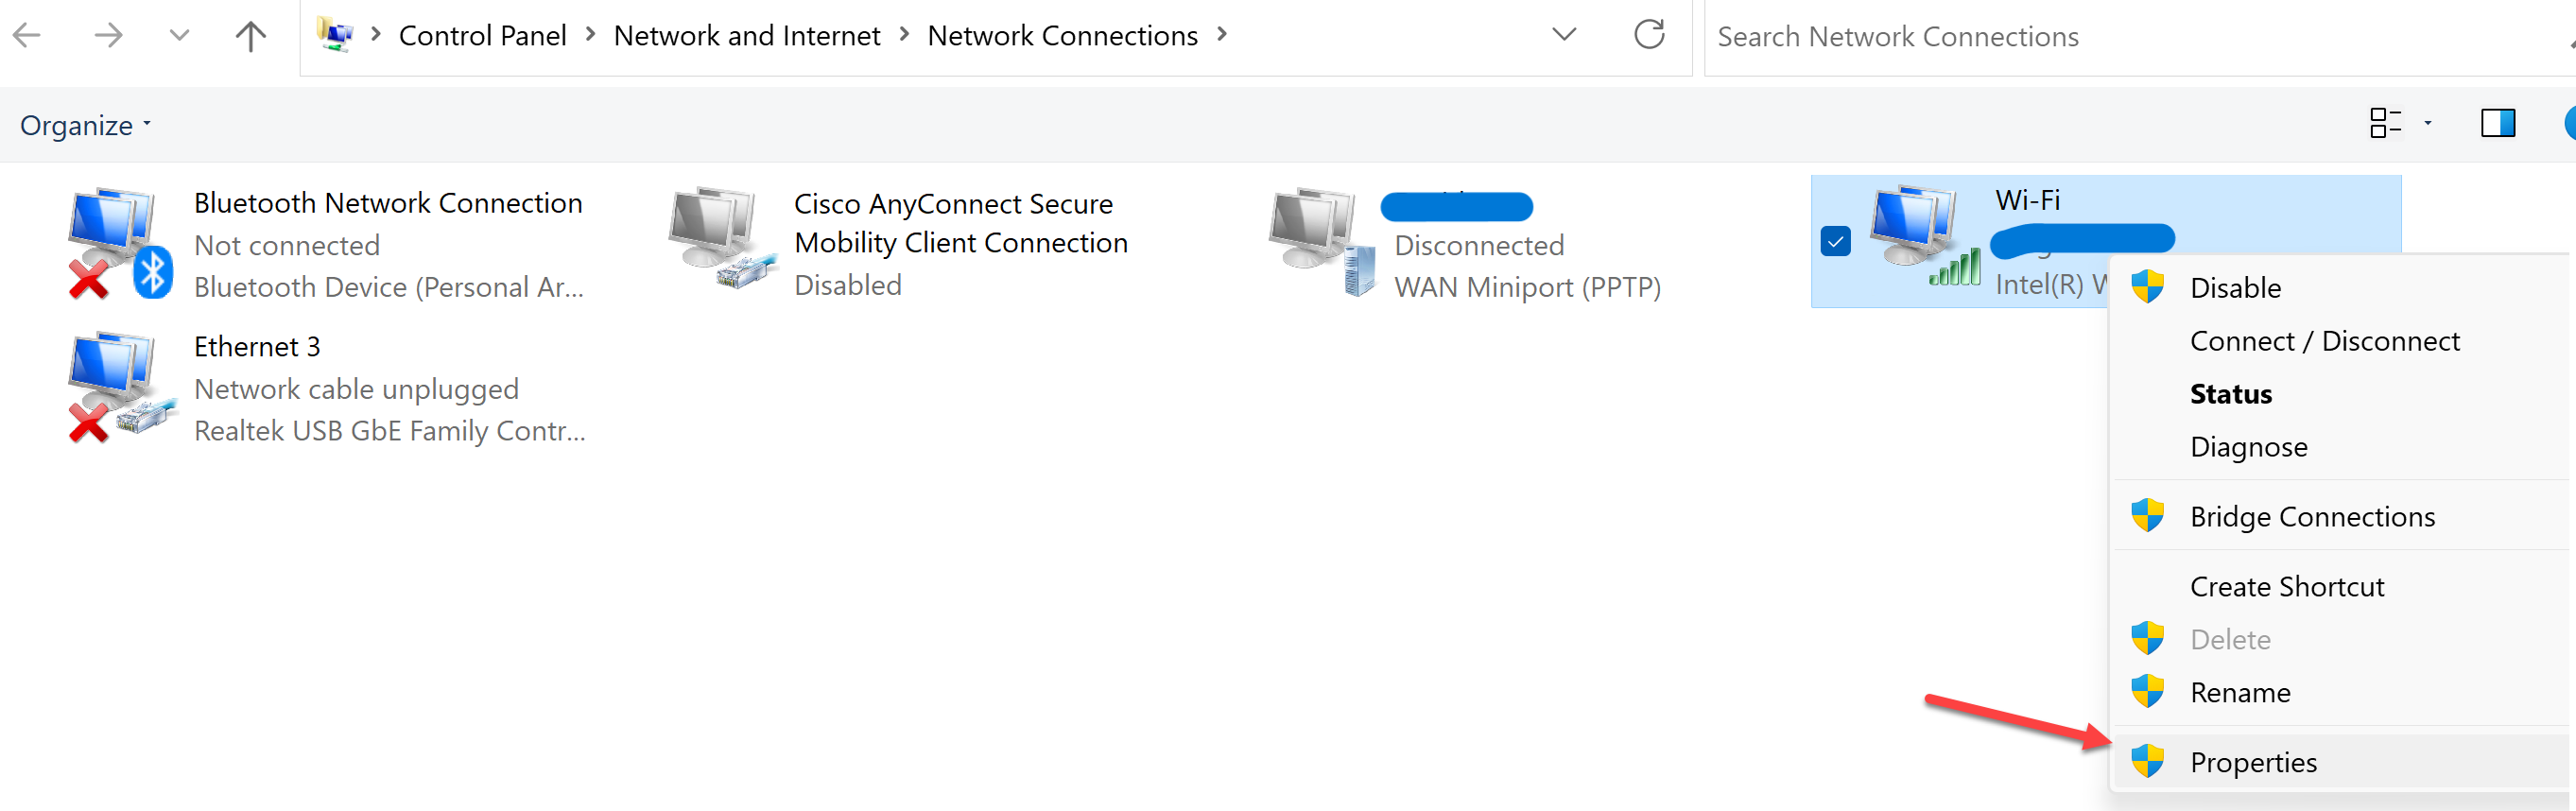 Control Panel > Network and Internet > Network Connections >
Search Network Connections
Organize
Bluetooth Network Connection
Not connected
Bluetooth Device (Personal Ar...
Cisco AnyConnect Secure
Mobility Client Connection
Disabled
Disconnected
WAN Miniport (PPTP)
Wi-Fi
Intel(R)
Ethernet 3
Network cable unplugged
Realtek USB GbE Family Contr...
Disable
Connect / Disconnect
Status
Diagnose
Bridge Connections
Create Shortcut
Delete
Rename
Properties